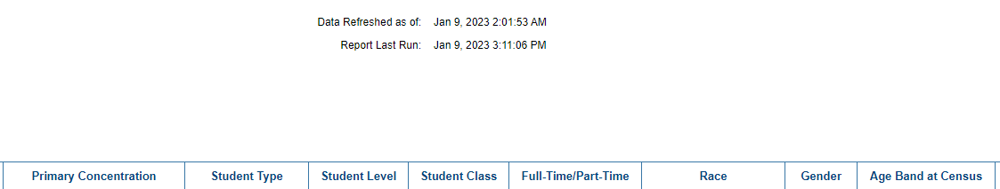 Data Refreshed as of: Jan 9, 2023 2:01:53 AM
Report Last Run: Jan 9, 2023 3:11:06 PM
Primary Concentration Student Type Student Level Student Class Full-Time/Part-Time Race Gender Age Band at Census